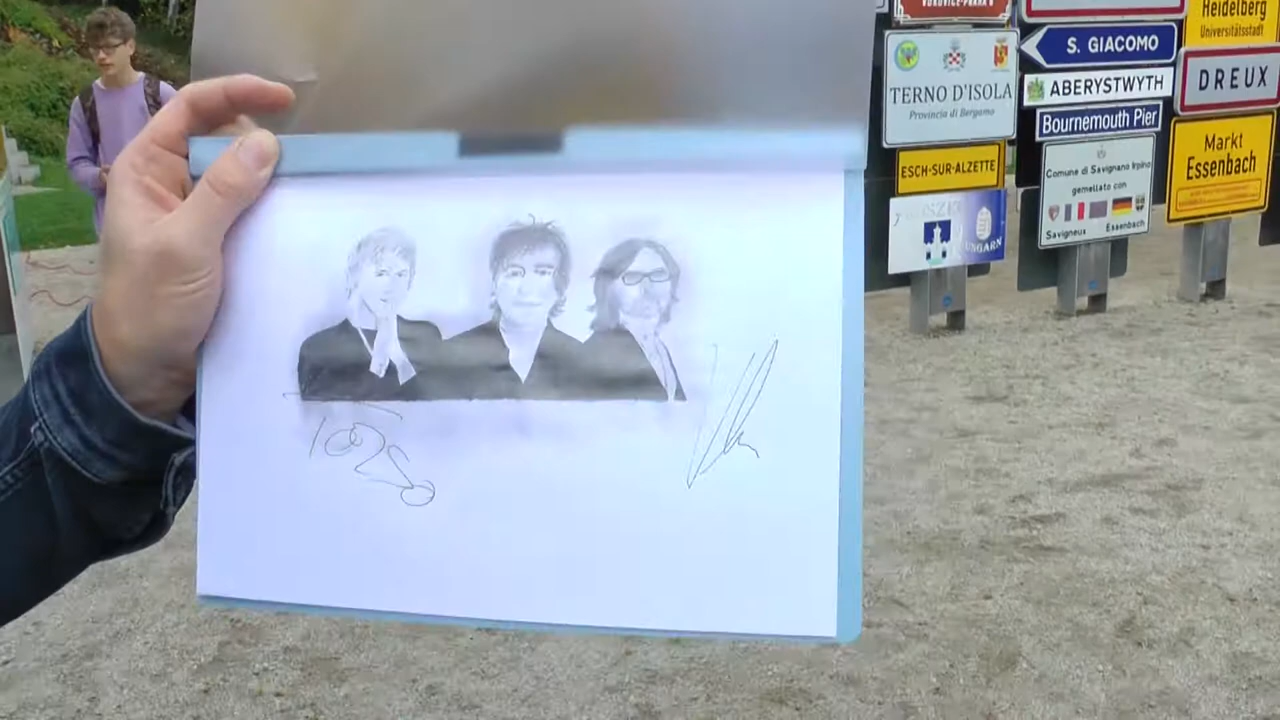 Heidelberg
Universitätsstadt
S. GIACOMO
TERNO D'ISOLA
Provincia di Bergamo
ABERYSTWYTH
DREUX
Bournemouth Pier
ESCH-SUR-ALZETTE
Comune di Savignano Irpino
gemellato con
Savigneux Essenbach
Markt
Essenbach
UNGARN